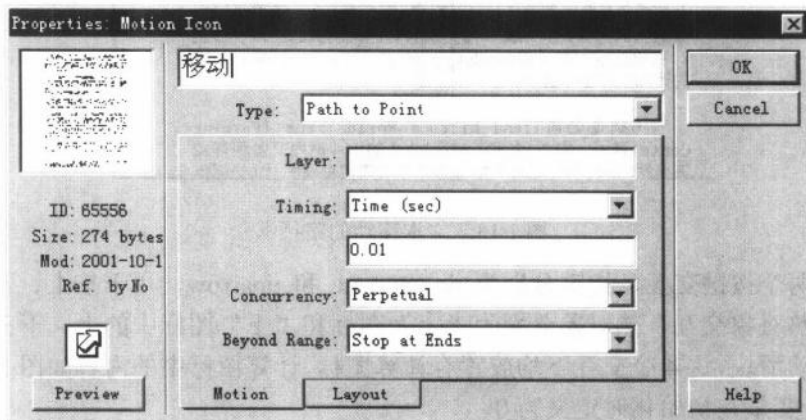 Properties: Motion Icon
移动
OK
Type: Path to Point
Cancel
Layer:
ID: 65556
Timing: Time (sec)
Size: 274 bytes
0.01
Mod: 2001-10-1
Ref. by No
Concurrency: Perpetual
Beyond Range: Stop at Ends
Preview
Motion
Layout
Help